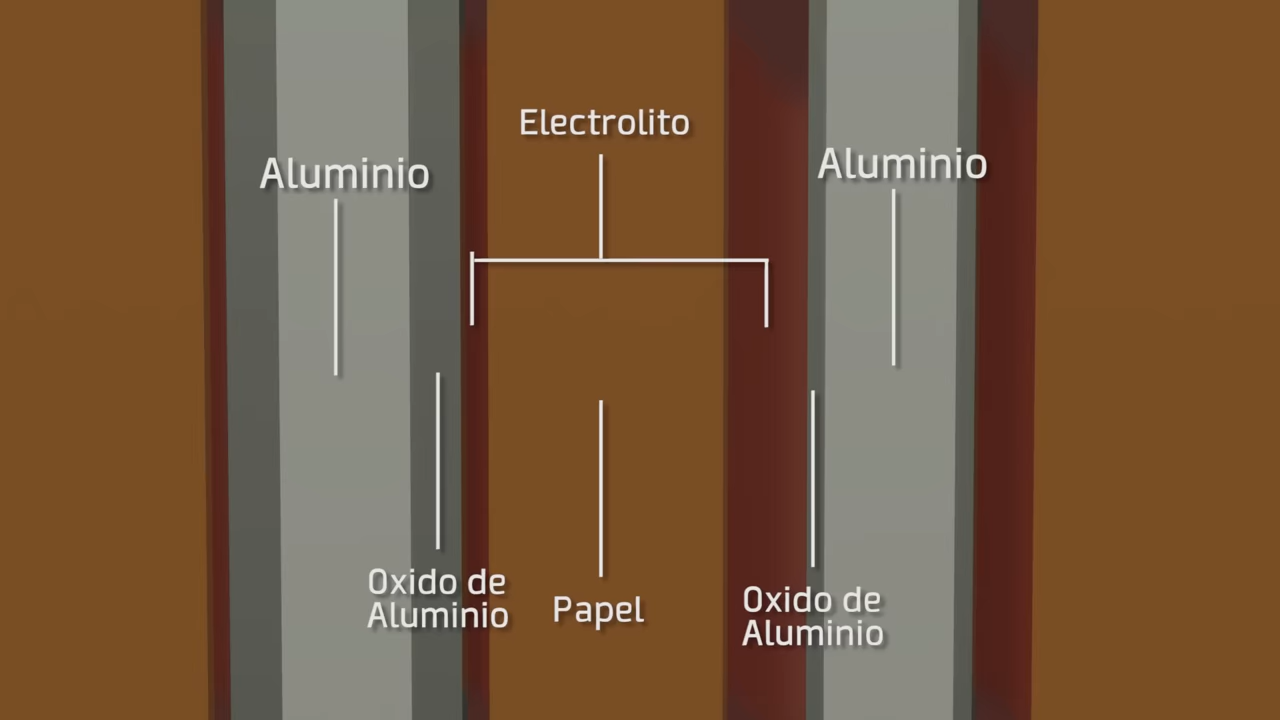 Electrolito
Aluminio
Aluminio
Oxido de
Aluminio
Papel
Oxido de
Aluminio